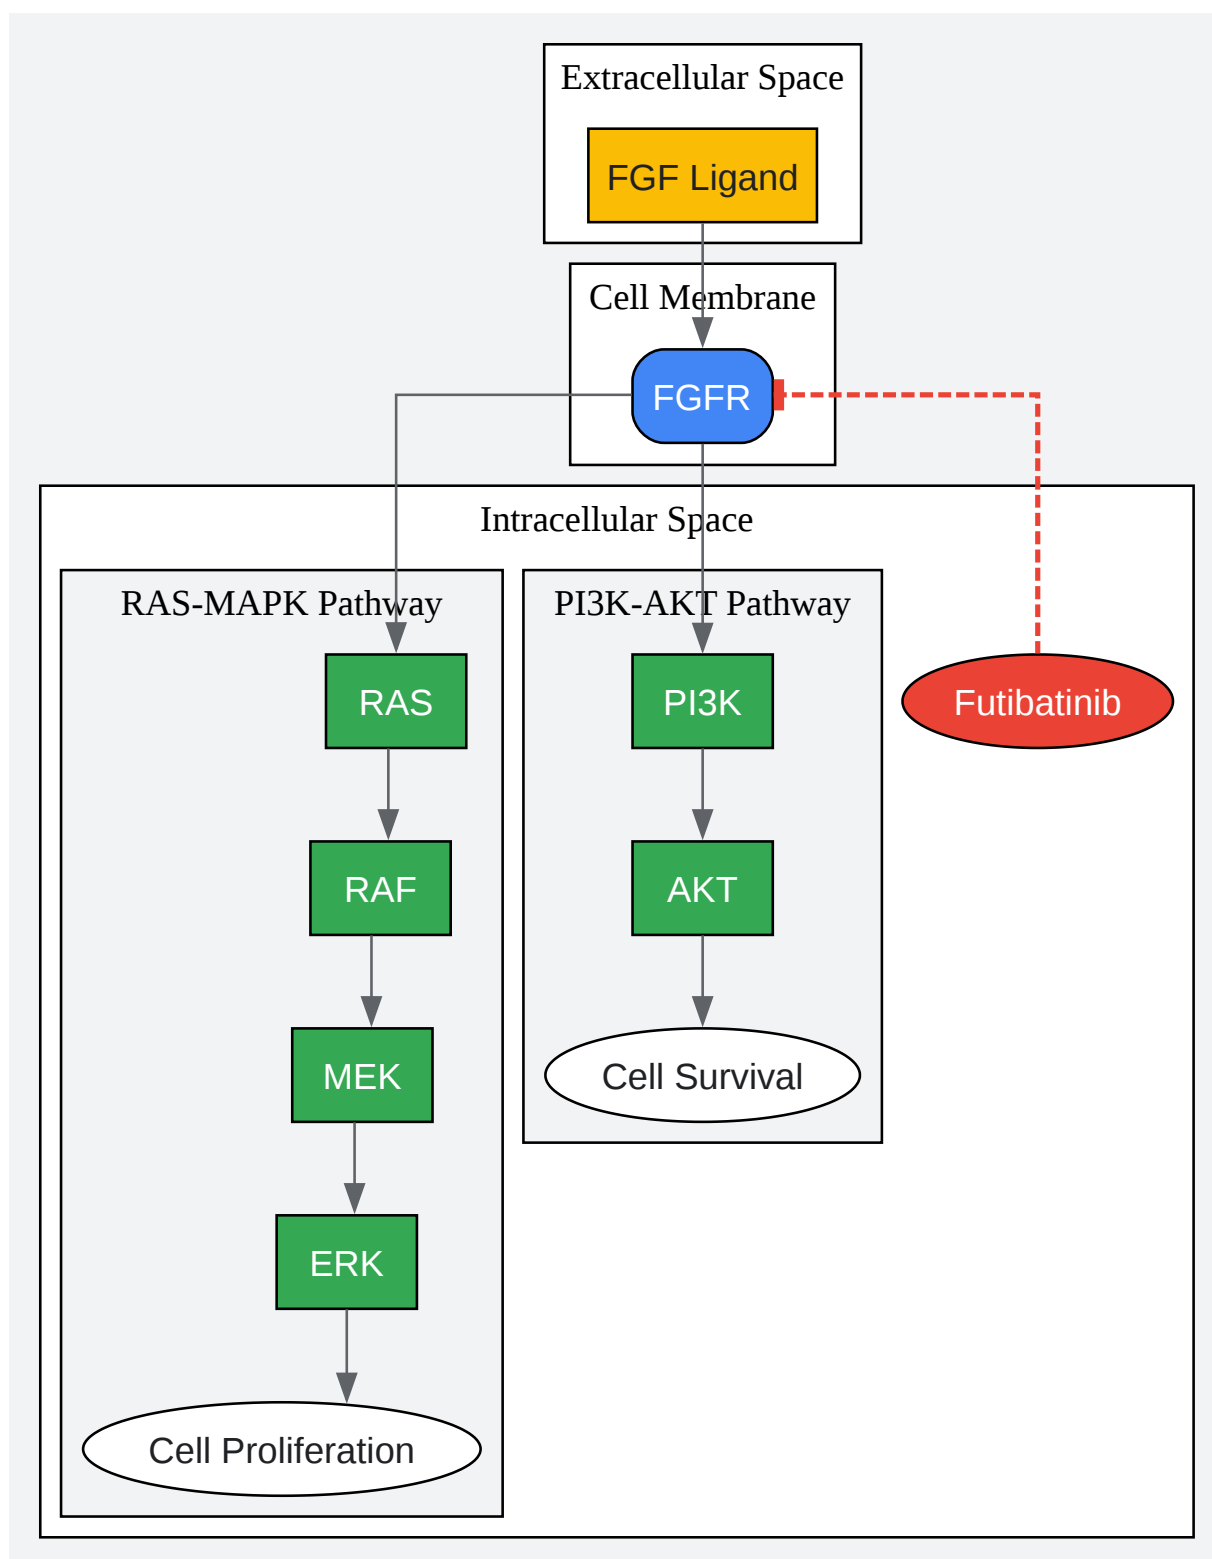 Extracellular Space
FGF Ligand
Cell Membrane
FGFR
Intracellular Space
RAS-MAPK Pathway
PI3K-AKT Pathway
RAS
PI3K
Futibatinib
RAF
AKT
MEK
Cell Survival
ERK
Cell Proliferation